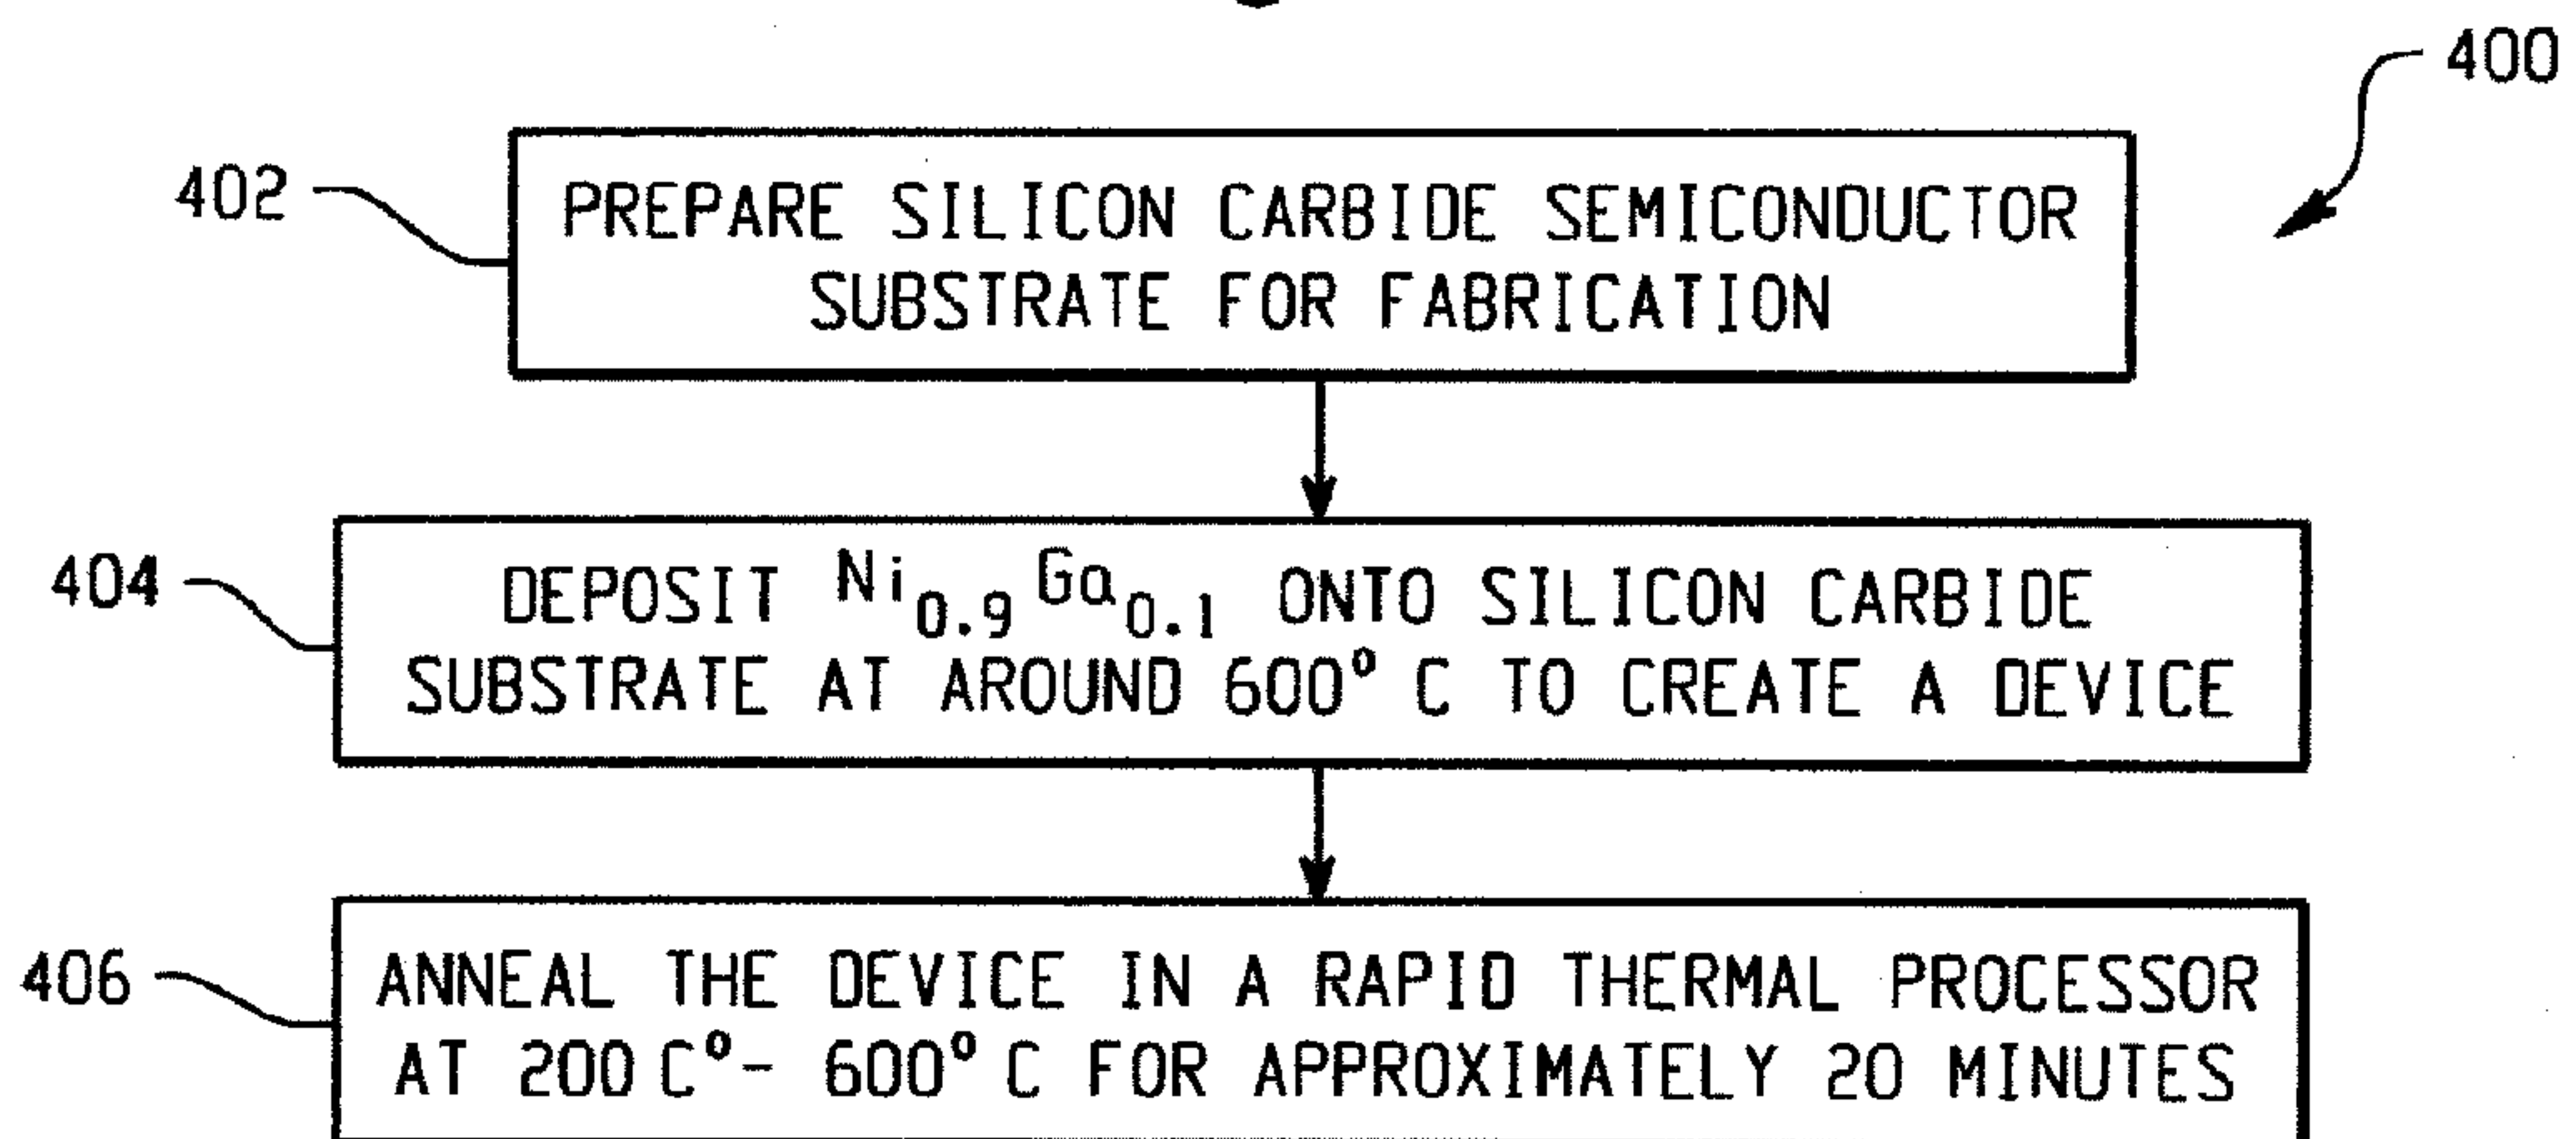 400
402
PREPARE SILICON CARBIDE SEMICONDUCTOR
SUBSTRATE FOR FABRICATION
404
DEPOSIT Ni0.9 Ga0.1 ONTO SILICON CARBIDE
SUBSTRATE AT AROUND 600° C TO CREATE A DEVICE
406
ANNEAL THE DEVICE IN A RAPID THERMAL PROCESSOR
AT 200 C°- 600° C FOR APPROXIMATELY 20 MINUTES